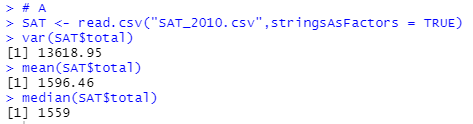 > # A
> SAT <- read.csv("SAT_2010.csv",stringsAsFactors = TRUE)
> var(SAT$total)
[1] 13618.95
> mean(SAT$total)
[1] 1596.46
> median(SAT$total)
[1] 1559